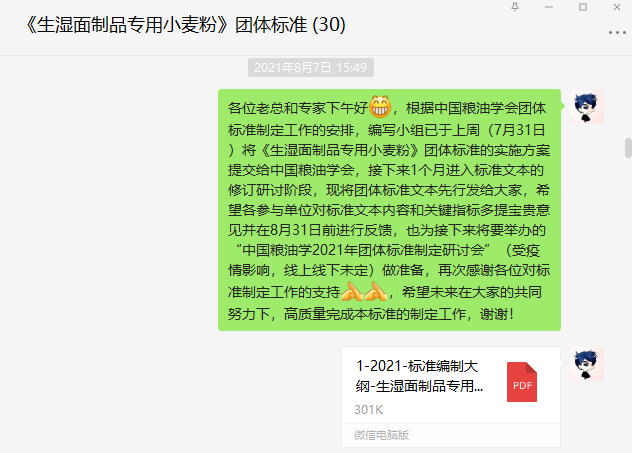 《生湿面制品专用小麦粉》团体标准 (30)
2021年8月7日 15:49
各位老总和专家下午好😁，根据中国粮油学会团体
标准制定工作的安排，编写小组已于上周（7月31日
）将《生湿面制品专用小麦粉》团体标准的实施方案
提交给中国粮油学会，接下来1个月进入标准文本的
修订研讨阶段，现将团体标准文本先行发给大家，希
望各参与单位对标准文本内容和关键指标多提宝贵意
见并在8月31日前进行反馈，也为接下来将要举办的
“中国粮油学2021年团体标准制定研讨会”（受疫
情影响，线上线下未定）做准备，再次感谢各位对标
准制定工作的支持🙏🙏，希望未来在大家的共同
努力下，高质量完成本标准的制定工作，谢谢！
1-2021-标准编制大
纲-生湿面制品专用...
PDF
301K
微信电脑版